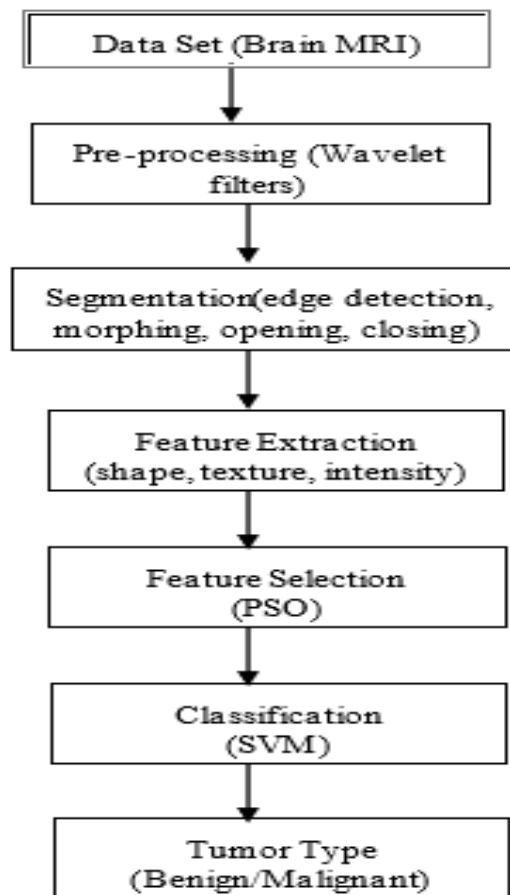 Data Set (Brain MRI)
Pre-processing (Wavelet
filters)
Segmentation(edge detection,
morphing, opening, closing)
Feature Extraction
(shape, texture, intensity)
Feature Selection
(PSO)
Classification
(SVM)
Tumor Type
(Benign/Malignant)